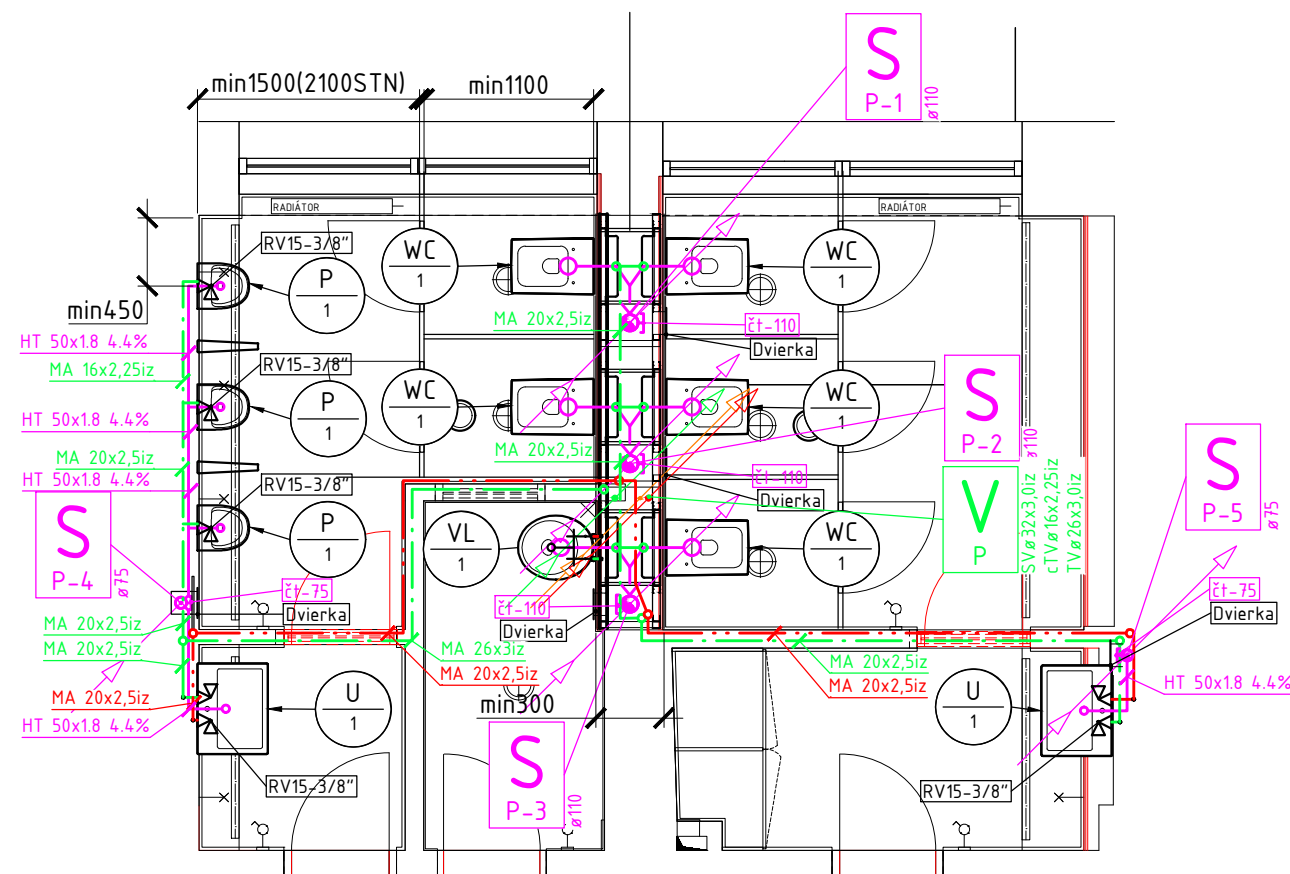 S
P-1
ø110
min1500(2100STN)
min1100
RADIÁTOR
RADIÁTOR
RV15-3/8"
P
1
WC
1
WC
1
min450
MA 20x2,5iz
čt-110
Dvierka
HT 50x1.8 4.4%
MA 16x2,25iz
RV15-3/8"
P
1
WC
1
WC
1
S
P-2
ø110
HT 50x1.8 4.4%
MA 20x2,5iz
HT 50x1.8 4.4%
MA 20x2,5iz
čt-110
Dvierka
RV15-3/8"
S
P-4
ø75
P
1
VL
1
WC
1
V
P
SVø32x3,0iz
cTVø16x2,25iz
TVø26x3,0iz
S
P-5
ø75
čt-75
Dvierka
čt-110
Dvierka
čt-75
Dvierka
MA 20x2,5iz
MA 20x2,5iz
MA 26x3iz
MA 20x2,5iz
MA 20x2,5iz
MA 20x2,5iz
HT 50x1.8 4.4%
MA 20x2,5iz
HT 50x1.8 4.4%
U
1
U
1
min300
S
P-3
ø110
RV15-3/8"
RV15-3/8"